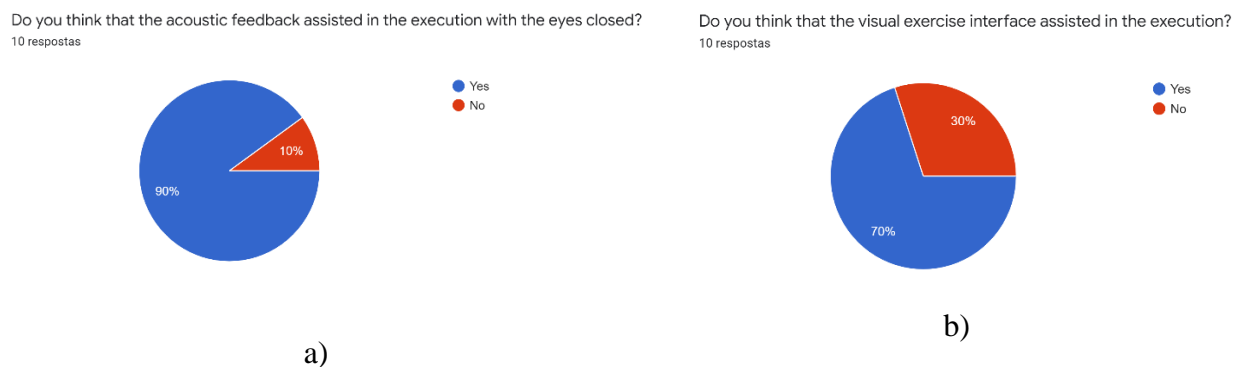 Do you think that the acoustic feedback assisted in the execution with the eyes closed?
10 respostas
Yes
No
10%
90%
a)
Do you think that the visual exercise interface assisted in the execution?
10 respostas
Yes
No
30%
70%
b)